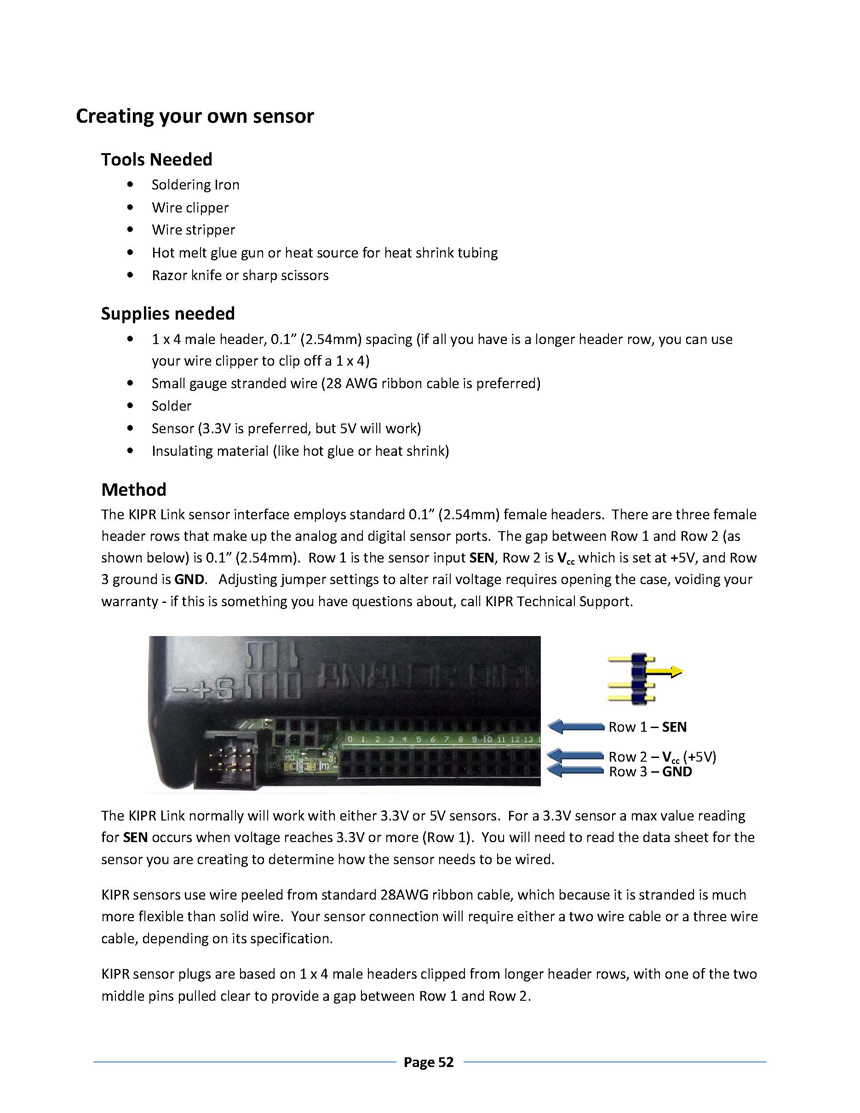 Creating your own sensor
Tools Needed
• Soldering Iron
• Wire clipper
• Wire stripper
• Hot melt glue gun or heat source for heat shrink tubing
• Razor knife or sharp scissors
Supplies needed
• 1 x 4 male header, 0.1” (2.54mm) spacing (if all you have is a longer header row, you can use
your wire clipper to clip off a 1 x 4)
• Small gauge stranded wire (28 AWG ribbon cable is preferred)
• Solder
• Sensor (3.3V is preferred, but 5V will work)
• Insulating material (like hot glue or heat shrink)
Method
The KIPR Link sensor interface employs standard 0.1” (2.54mm) female headers. There are three female
header rows that make up the analog and digital sensor ports. The gap between Row 1 and Row 2 (as
shown below) is 0.1” (2.54mm). Row 1 is the sensor input SEN, Row 2 is Vcc which is set at +5V, and Row
3 ground is GND. Adjusting jumper settings to alter rail voltage requires opening the case, voiding your
warranty - if this is something you have questions about, call KIPR Technical Support.
-+S
0 1 2 3 4 5 6 7 8 9 10 11 12 13
Row 1 – SEN
Row 2 – Vcc (+5V)
Row 3 – GND
The KIPR Link normally will work with either 3.3V or 5V sensors. For a 3.3V sensor a max value reading
for SEN occurs when voltage reaches 3.3V or more (Row 1). You will need to read the data sheet for the
sensor you are creating to determine how the sensor needs to be wired.
KIPR sensors use wire peeled from standard 28AWG ribbon cable, which because it is stranded is much
more flexible than solid wire. Your sensor connection will require either a two wire cable or a three wire
cable, depending on its specification.
KIPR sensor plugs are based on 1 x 4 male headers clipped from longer header rows, with one of the two
middle pins pulled clear to provide a gap between Row 1 and Row 2.
Page 52